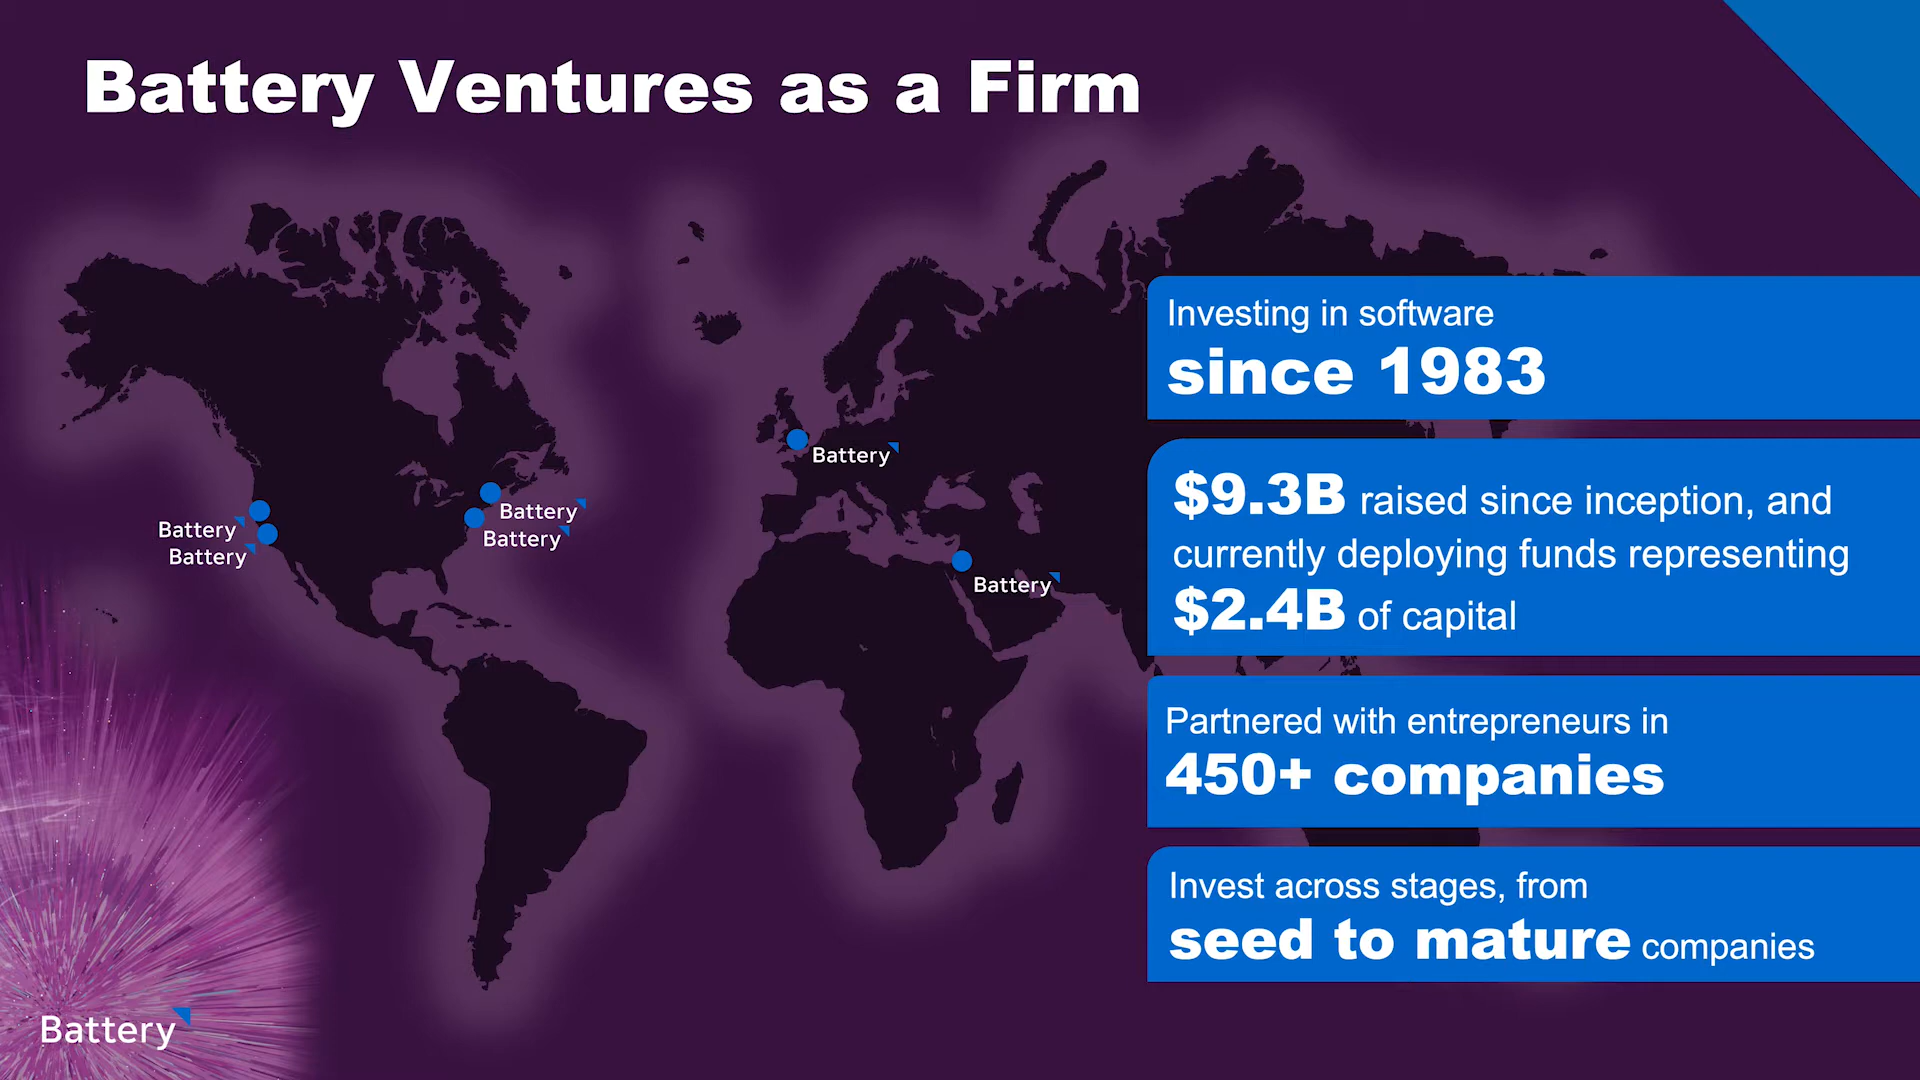 Battery Ventures as a Firm
Investing in software
since 1983
Battery
$9.3B raised since inception, and
currently deploying funds representing
$2.4B of capital
Battery
Battery
Battery
Battery
Battery
Partnered with entrepreneurs in
450+ companies
Invest across stages, from
seed to mature companies
Battery